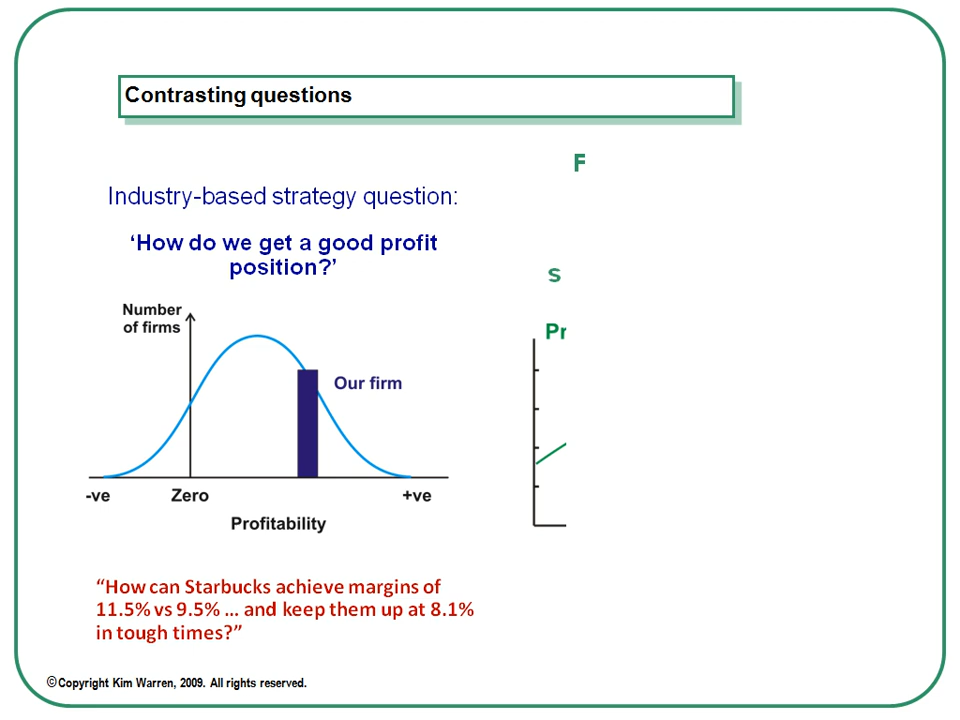 Contrasting questions
F
Industry-based strategy question:
‘How do we get a good profit
position?’
s
Number
of firms
Pr
Our firm
-ve
Zero
+ve
Profitability
“How can Starbucks achieve margins of
11.5% vs 9.5% ... and keep them up at 8.1%
in tough times?”
©Copyright Kim Warren, 2009. All rights reserved.